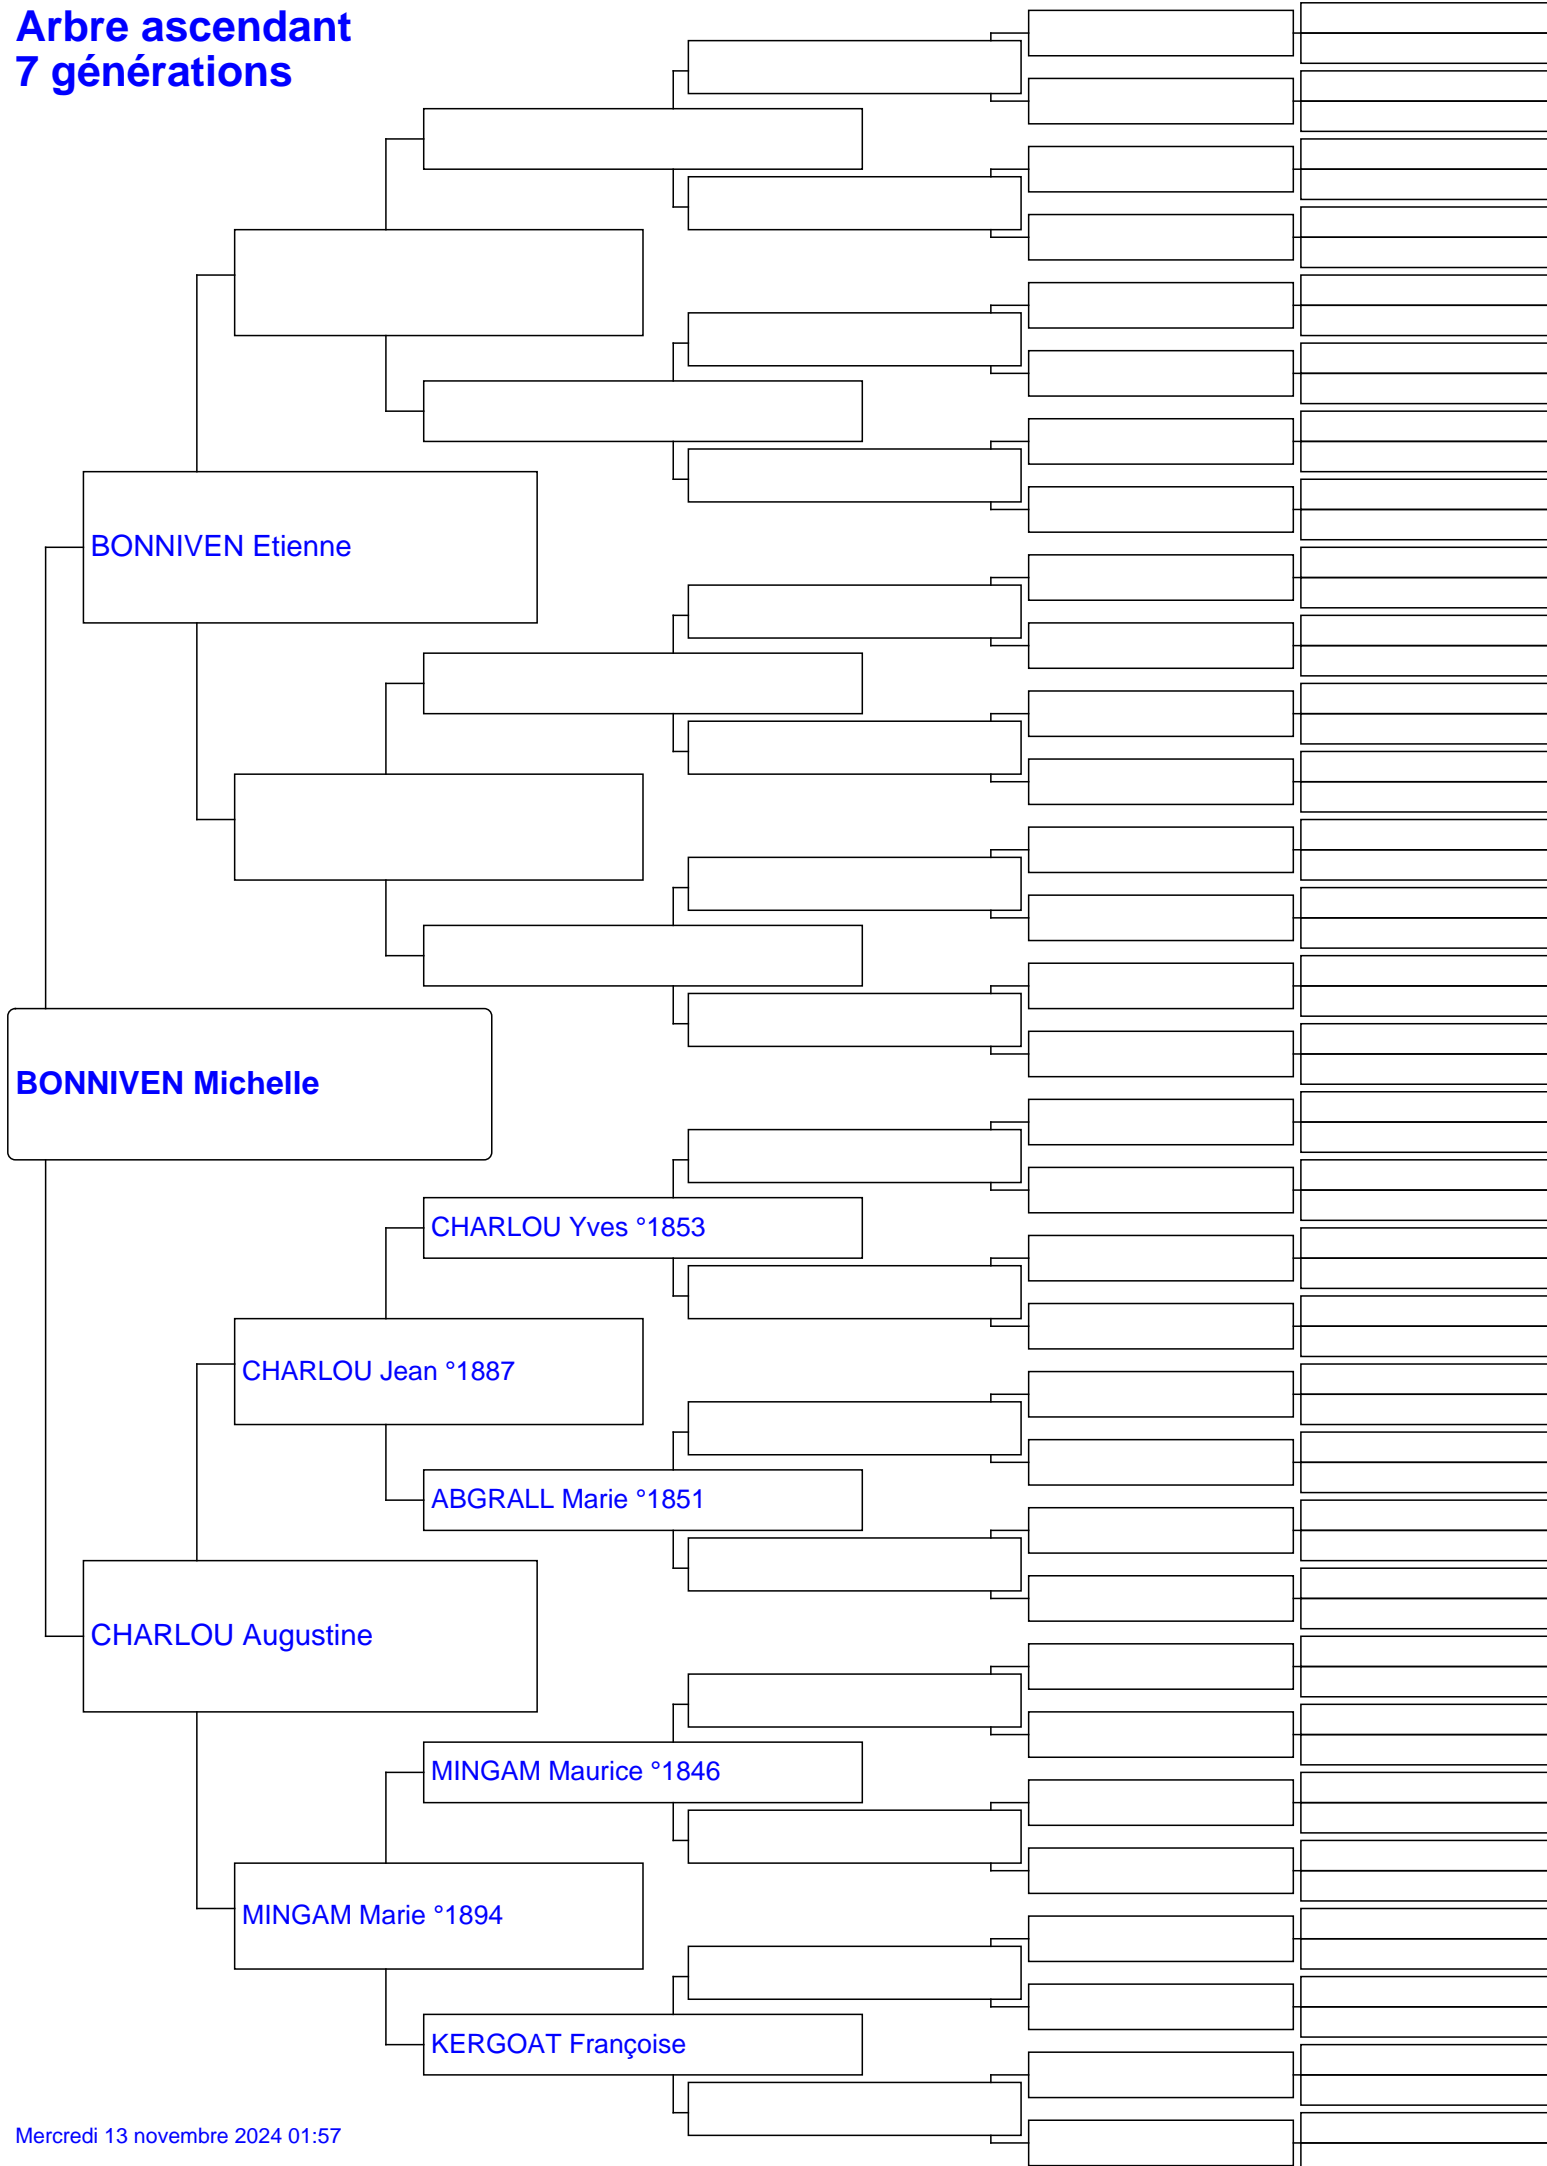 Arbre ascendant
7 générations
BONNIVEN Etienne
BONNIVEN Michelle
CHARLOU Yves °1853
CHARLOU Jean °1887
ABGRALL Marie °1851
CHARLOU Augustine
MINGAM Maurice °1846
MINGAM Marie °1894
KERGOAT Françoise
Mercredi 13 novembre 2024 01:57